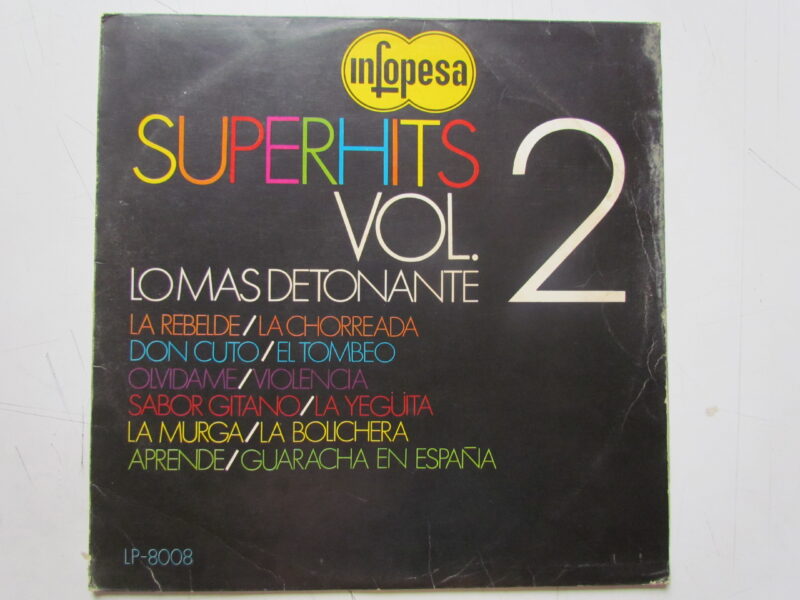 infopesa
SUPERHITS
VOL. 2
LO MAS DETONANTE
LA REBELDE/LA CHORREADA
DON CUTO/EL TOMBEO
OLVIDAME/VIOLENCIA
SABOR GITANO/LA YEGÜITA
LA MURGA/LA BOLICHERA
APRENDE/GUARACHA EN ESPAÑA
LP-8008